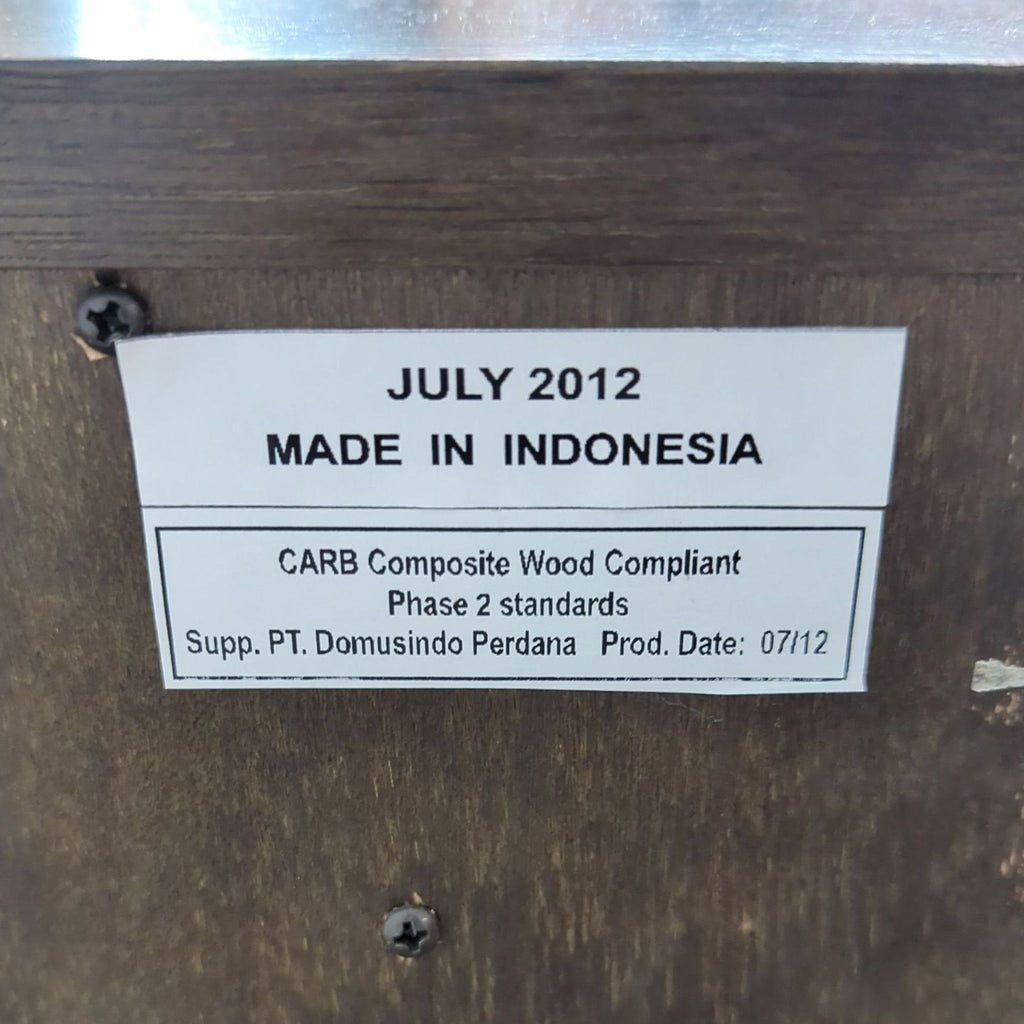 JULY 2012
MADE IN INDONESIA
CARB Composite Wood Compliant
Phase 2 standards
Supp. PT. Domusindo Perdana Prod. Date: 07/12